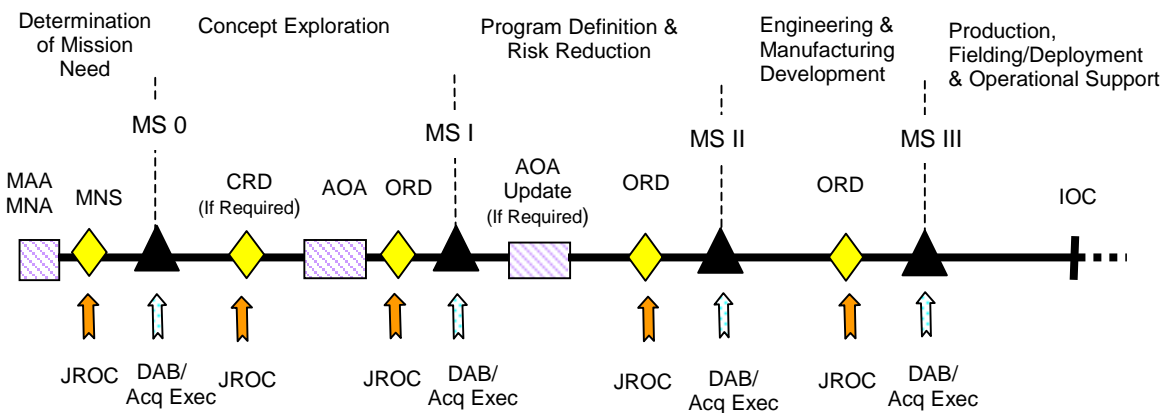 Determination
of Mission
Need
Concept Exploration
Program Definition &
Risk Reduction
Engineering &
Manufacturing
Development
Production,
Fielding/Deployment
& Operational Support
MS 0
MS I
MS II
MS III
MAA
MNA
MNS
CRD
(If Required)
AOA
ORD
AOA
Update
(If Required)
ORD
ORD
IOC
JROC
DAB/
Acq Exec
JROC
JROC
DAB/
Acq Exec
JROC
DAB/
Acq Exec
JROC
DAB/
Acq Exec